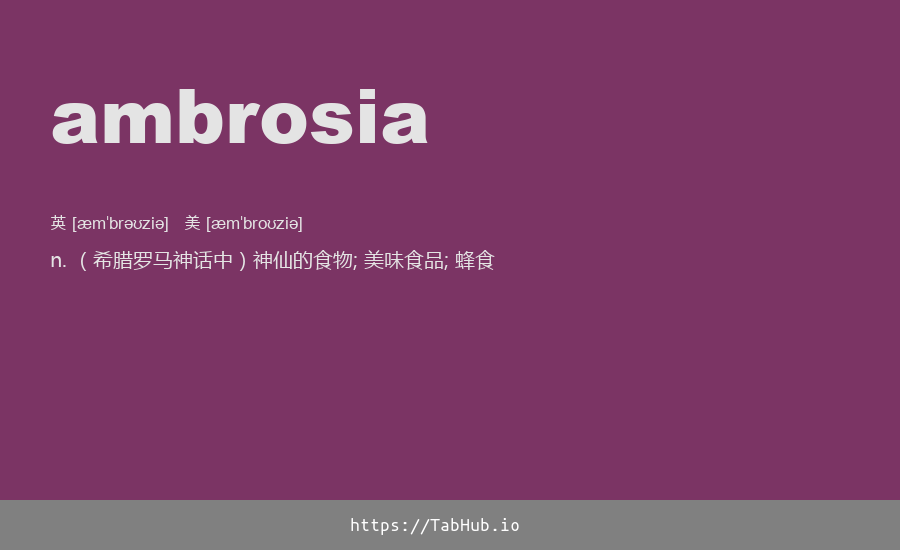 ambrosia
英 [æmˈbrəʊziə] 美 [æmˈbroʊziə]
n. ( 希腊罗马神话中 ) 神仙的食物; 美味食品; 蜂食
https://TabHub.io